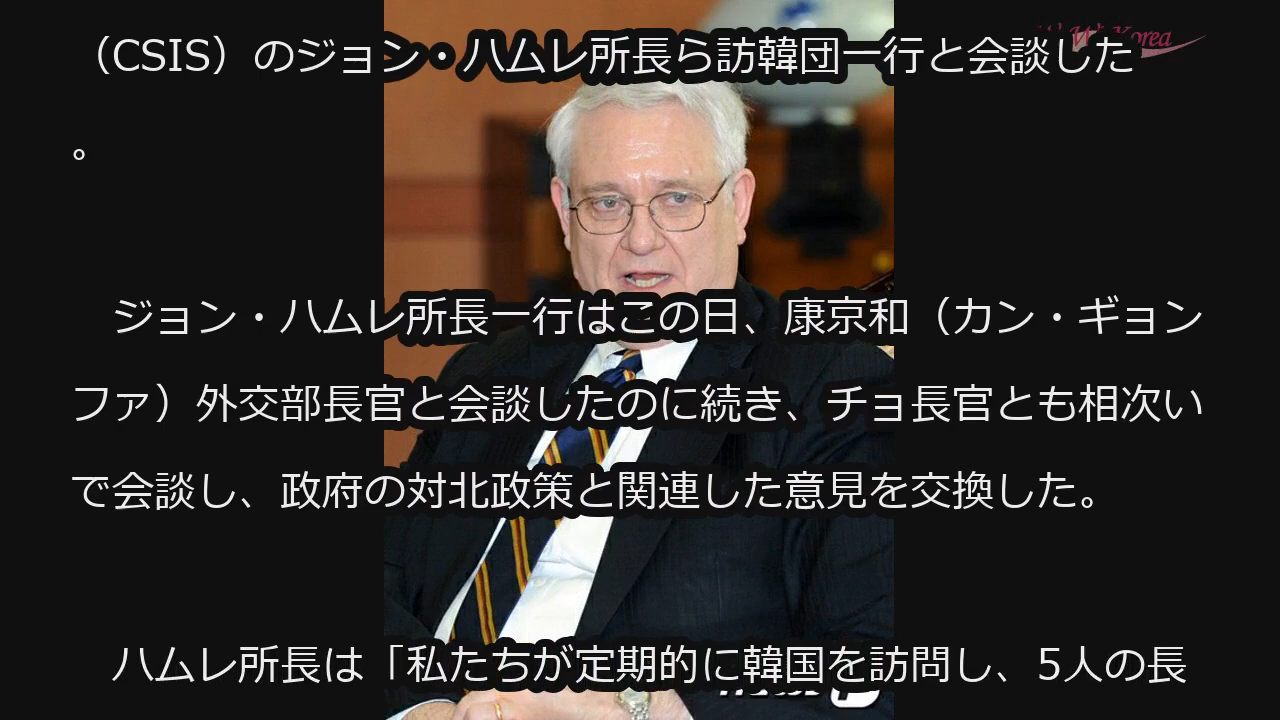 （CSIS）のジョン・ハムレ所長ら訪韓団一行と会談した
。
ジョン・ハムレ所長一行はこの日、康京和（カン・ギョン
ファ）外交部長官と会談したのに続き、チョ長官とも相次い
で会談し、政府の対北政策と関連した意見を交換した。
ハムレ所長は「私たちが定期的に韓国を訪問し、5人の長
Korea